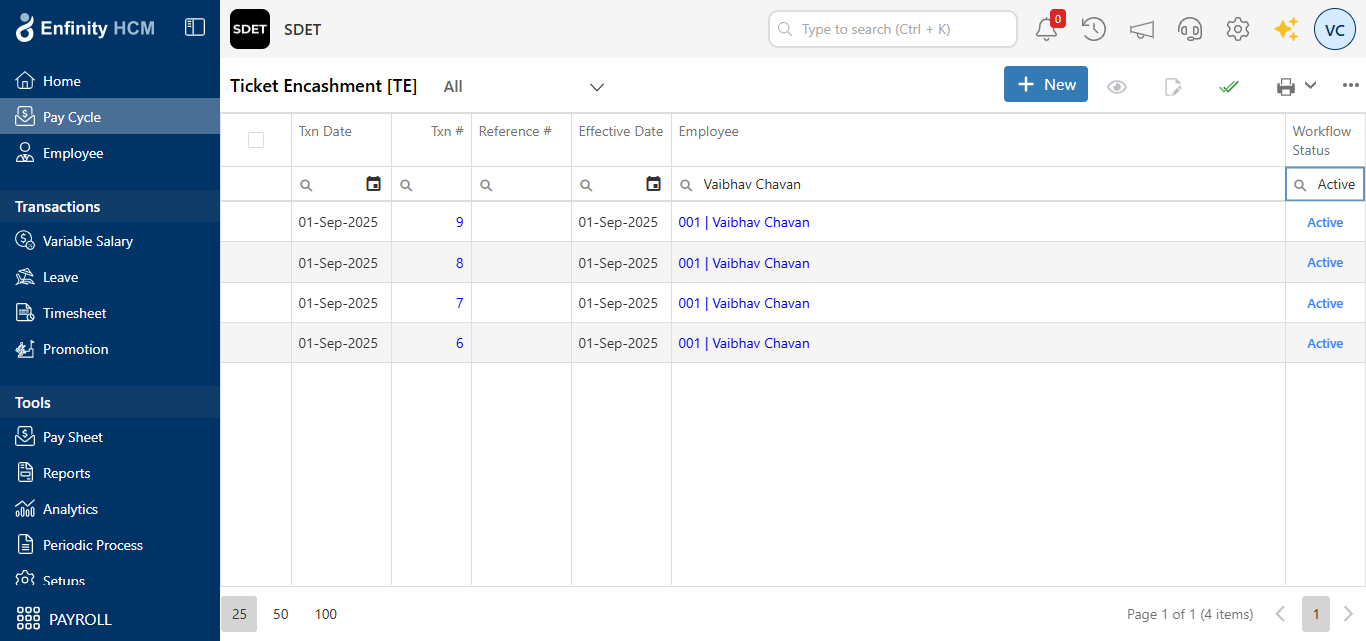 Enfinity HCM
SDET
SDET
Type to search (Ctrl + K)
0
VC
Home
Pay Cycle
Employee
Transactions
Variable Salary
Leave
Timesheet
Promotion
Tools
Pay Sheet
Reports
Analytics
Periodic Process
Setups
PAYROLL
Ticket Encashment [TE]
All
New
Txn Date
Txn #
Reference #
Effective Date
Employee
Workflow
Status
Vaibhav Chavan
Active
01-Sep-2025 9 01-Sep-2025 001 | Vaibhav Chavan Active
01-Sep-2025 8 01-Sep-2025 001 | Vaibhav Chavan Active
01-Sep-2025 7 01-Sep-2025 001 | Vaibhav Chavan Active
01-Sep-2025 6 01-Sep-2025 001 | Vaibhav Chavan Active
25 50 100
Page 1 of 1 (4 items)
1